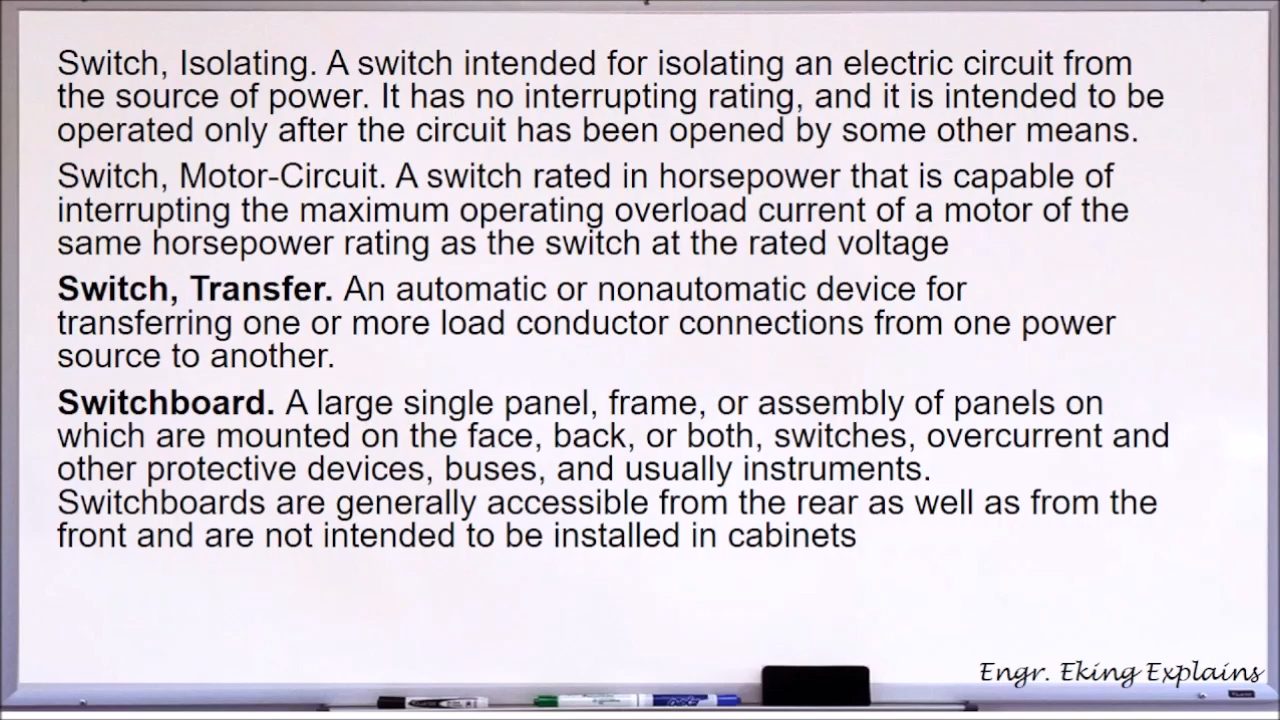 Switch, Isolating. A switch intended for isolating an electric circuit from
the source of power. It has no interrupting rating, and it is intended to be
operated only after the circuit has been opened by some other means.
Switch, Motor-Circuit. A switch rated in horsepower that is capable of
interrupting the maximum operating overload current of a motor of the
same horsepower rating as the switch at the rated voltage
Switch, Transfer. An automatic or nonautomatic device for
transferring one or more load conductor connections from one power
source to another.
Switchboard. A large single panel, frame, or assembly of panels on
which are mounted on the face, back, or both, switches, overcurrent and
other protective devices, buses, and usually instruments.
Switchboards are generally accessible from the rear as well as from the
front and are not intended to be installed in cabinets
Engr. Eking Explains